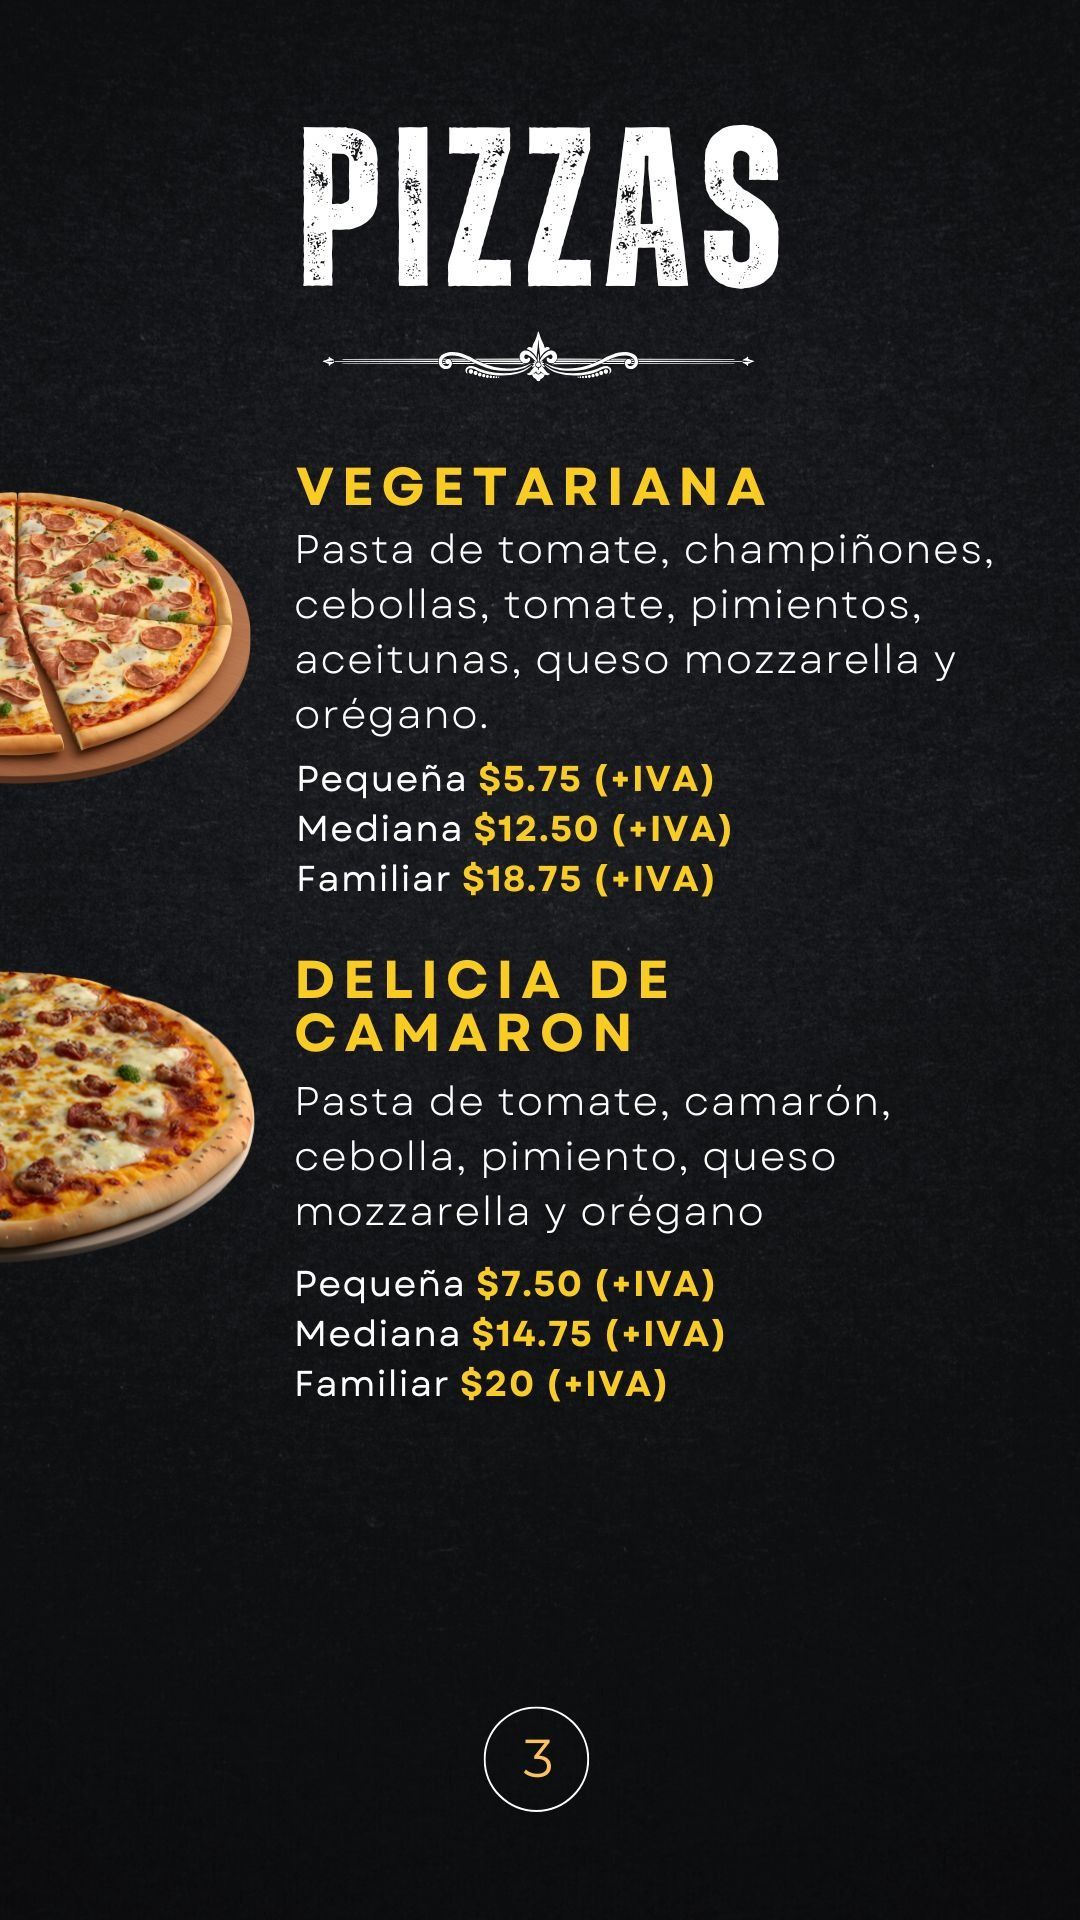 PIZZAS
VEGETARIANA
Pasta de tomate, champiñones,
cebollas, tomate, pimientos,
aceitunas, queso mozzarella y
orégano.
Pequeña $5.75 (+IVA)
Mediana $12.50 (+IVA)
Familiar $18.75 (+IVA)
DELICIA DE
CAMARON
Pasta de tomate, camarón,
cebolla, pimiento, queso
mozzarella y orégano
Pequeña $7.50 (+IVA)
Mediana $14.75 (+IVA)
Familiar $20 (+IVA)
3